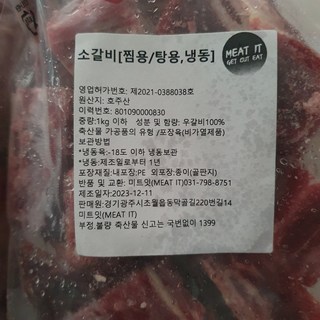 소갈비[찜용/탕용,냉동]
MEAT IT
GET OUT EAT
영업허가번호: 제2021-0388038호
원산지: 호주산
이력번호: 801090000830
중량:1kg 이하 성분 및 함량: 우갈비100%
축산물 가공품의 유형 /포장육(비가열제품)
보관방법
*냉동육:-18도 이하 냉동보관
*냉동:제조일로부터 1년
포장재질:내포장:PE 외포장:종이(골판지)
반품 및 교환: 미트잇(MEAT IT)031-798-8751
제조일자:2023-12-11
판매원:경기광주시초월읍동막골길220번길14
미트잇(MEAT IT)
부정.불량 축산물 신고는 국번없이 1399